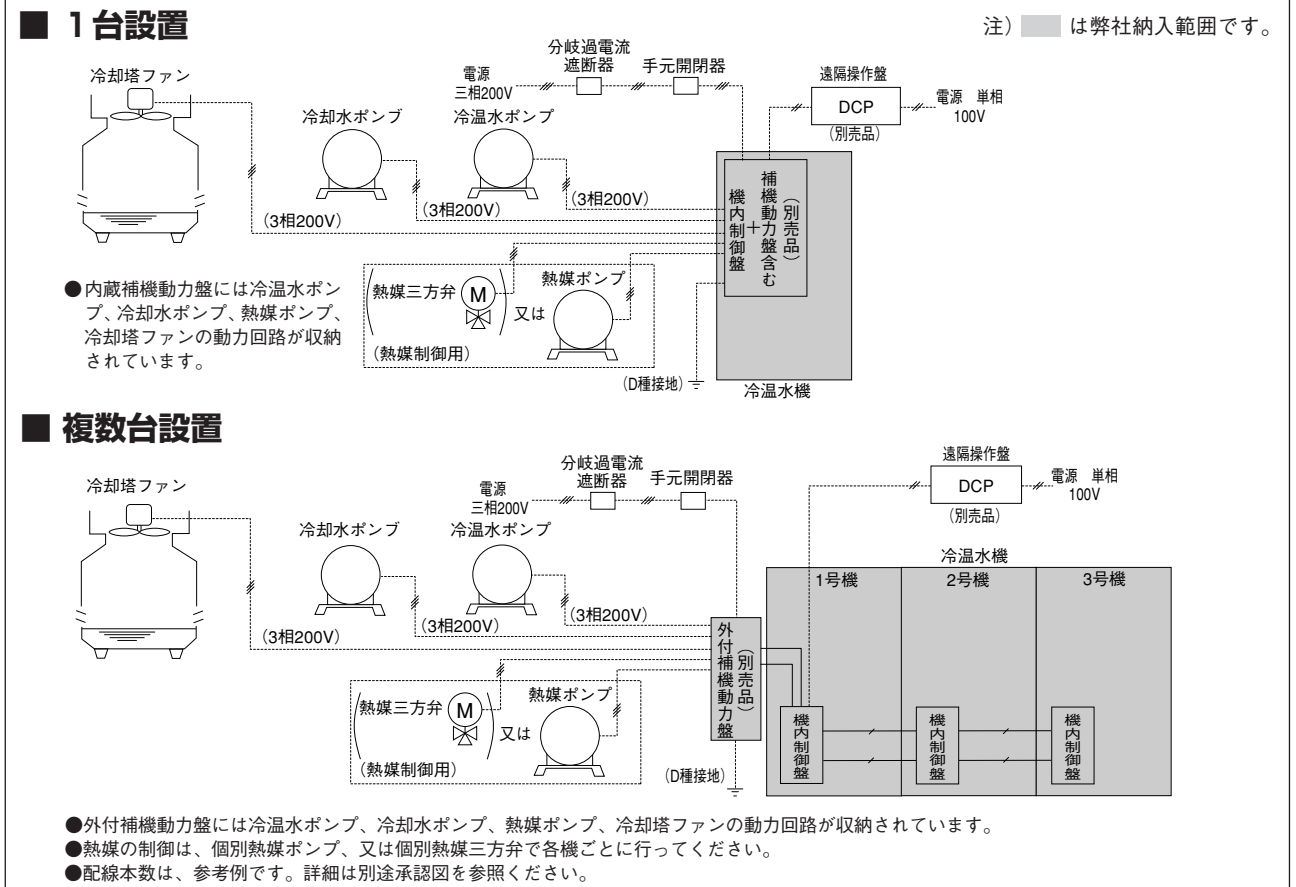 ■ 1台設置
注） は弊社納入範囲です。
冷却塔ファン
電源
三相200V
分岐過電流
遮断器
手元開閉器
遠隔操作盤
DCP
（別売品）
電源 単相
100V
冷却水ポンプ
冷温水ポンプ
（3相200V）
（3相200V）
（3相200V）
機内制御盤
＋
補機動力盤含む
（別売品）
●内蔵補機動力盤には冷温水ポン
プ、冷却水ポンプ、熱媒ポンプ、
冷却塔ファンの動力回路が収納
されています。
熱媒三方弁
M
又は
熱媒ポンプ
（熱媒制御用）
（D種接地）
冷温水機
■ 複数台設置
冷却塔ファン
電源
三相200V
分岐過電流
遮断器
手元開閉器
遠隔操作盤
DCP
（別売品）
電源 単相
100V
冷却水ポンプ
冷温水ポンプ
冷温水機
1号機
2号機
3号機
（3相200V）
（3相200V）
（3相200V）
外付補機動力盤
（別売品）
熱媒三方弁
M
又は
熱媒ポンプ
（熱媒制御用）
（D種接地）
機内制御盤
機内制御盤
機内制御盤
●外付補機動力盤には冷温水ポンプ、冷却水ポンプ、熱媒ポンプ、冷却塔ファンの動力回路が収納されています。
●熱媒の制御は、個別熱媒ポンプ、又は個別熱媒三方弁で各機ごとに行ってください。
●配線本数は、参考例です。詳細は別途承認図を参照ください。